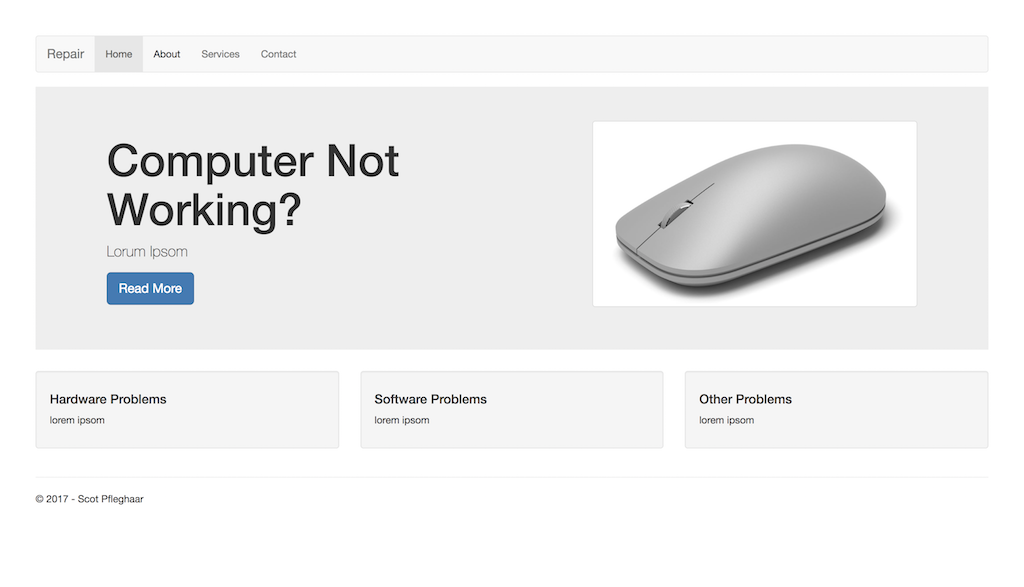 Repair Home About Services Contact
Computer Not
Working?
Lorum Ipsom
Read More
Hardware Problems
lorem ipsom
Software Problems
lorem ipsom
Other Problems
lorem ipsom
© 2017 - Scot Pfleghaar